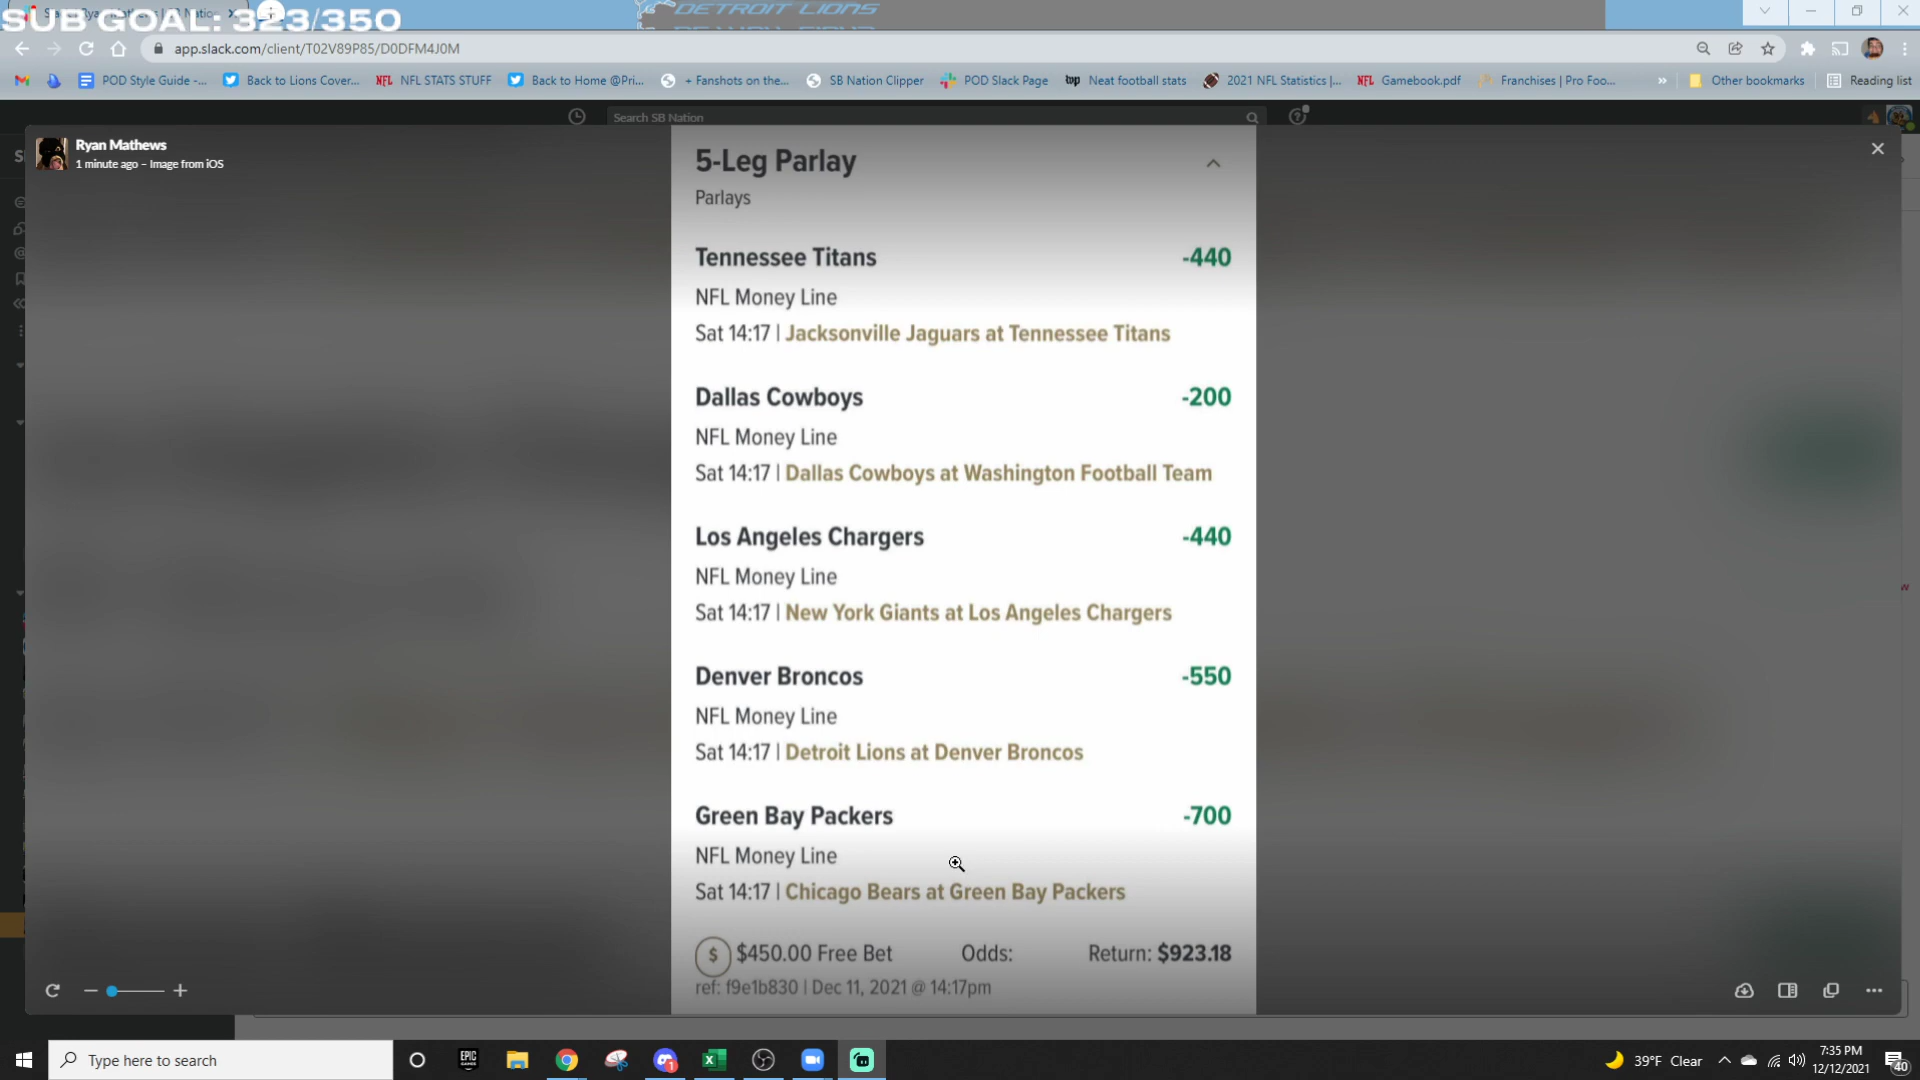 SUB GOAL: 323/350
DETROIT LIONS
app.slack.com/client/T02V89P85/D0DFM4J0M
POD Style Guide -...
Back to Lions Cover...
NFL NFL STATS STUFF
Back to Home @Pri...
+ Fanshots on the...
SB Nation Clipper
POD Slack Page
top Neat football stats
2021 NFL Statistics |...
NFL Gamebook.pdf
Franchises | Pro Foo...
»
Other bookmarks
Reading list
Search SB Nation
Ryan Mathews
1 minute ago – Image from iOS
5-Leg Parlay
Parlays
Tennessee Titans -440
NFL Money Line
Sat 14:17 | Jacksonville Jaguars at Tennessee Titans
Dallas Cowboys -200
NFL Money Line
Sat 14:17 | Dallas Cowboys at Washington Football Team
Los Angeles Chargers -440
NFL Money Line
Sat 14:17 | New York Giants at Los Angeles Chargers
Denver Broncos -550
NFL Money Line
Sat 14:17 | Detroit Lions at Denver Broncos
Green Bay Packers -700
NFL Money Line
Sat 14:17 | Chicago Bears at Green Bay Packers
$ $450.00 Free Bet Odds: Return: $923.18
ref: f9e1b830 | Dec 11, 2021 @ 14:17pm
Type here to search
EPIC GAMES
39°F Clear
7:35 PM
12/12/2021
40